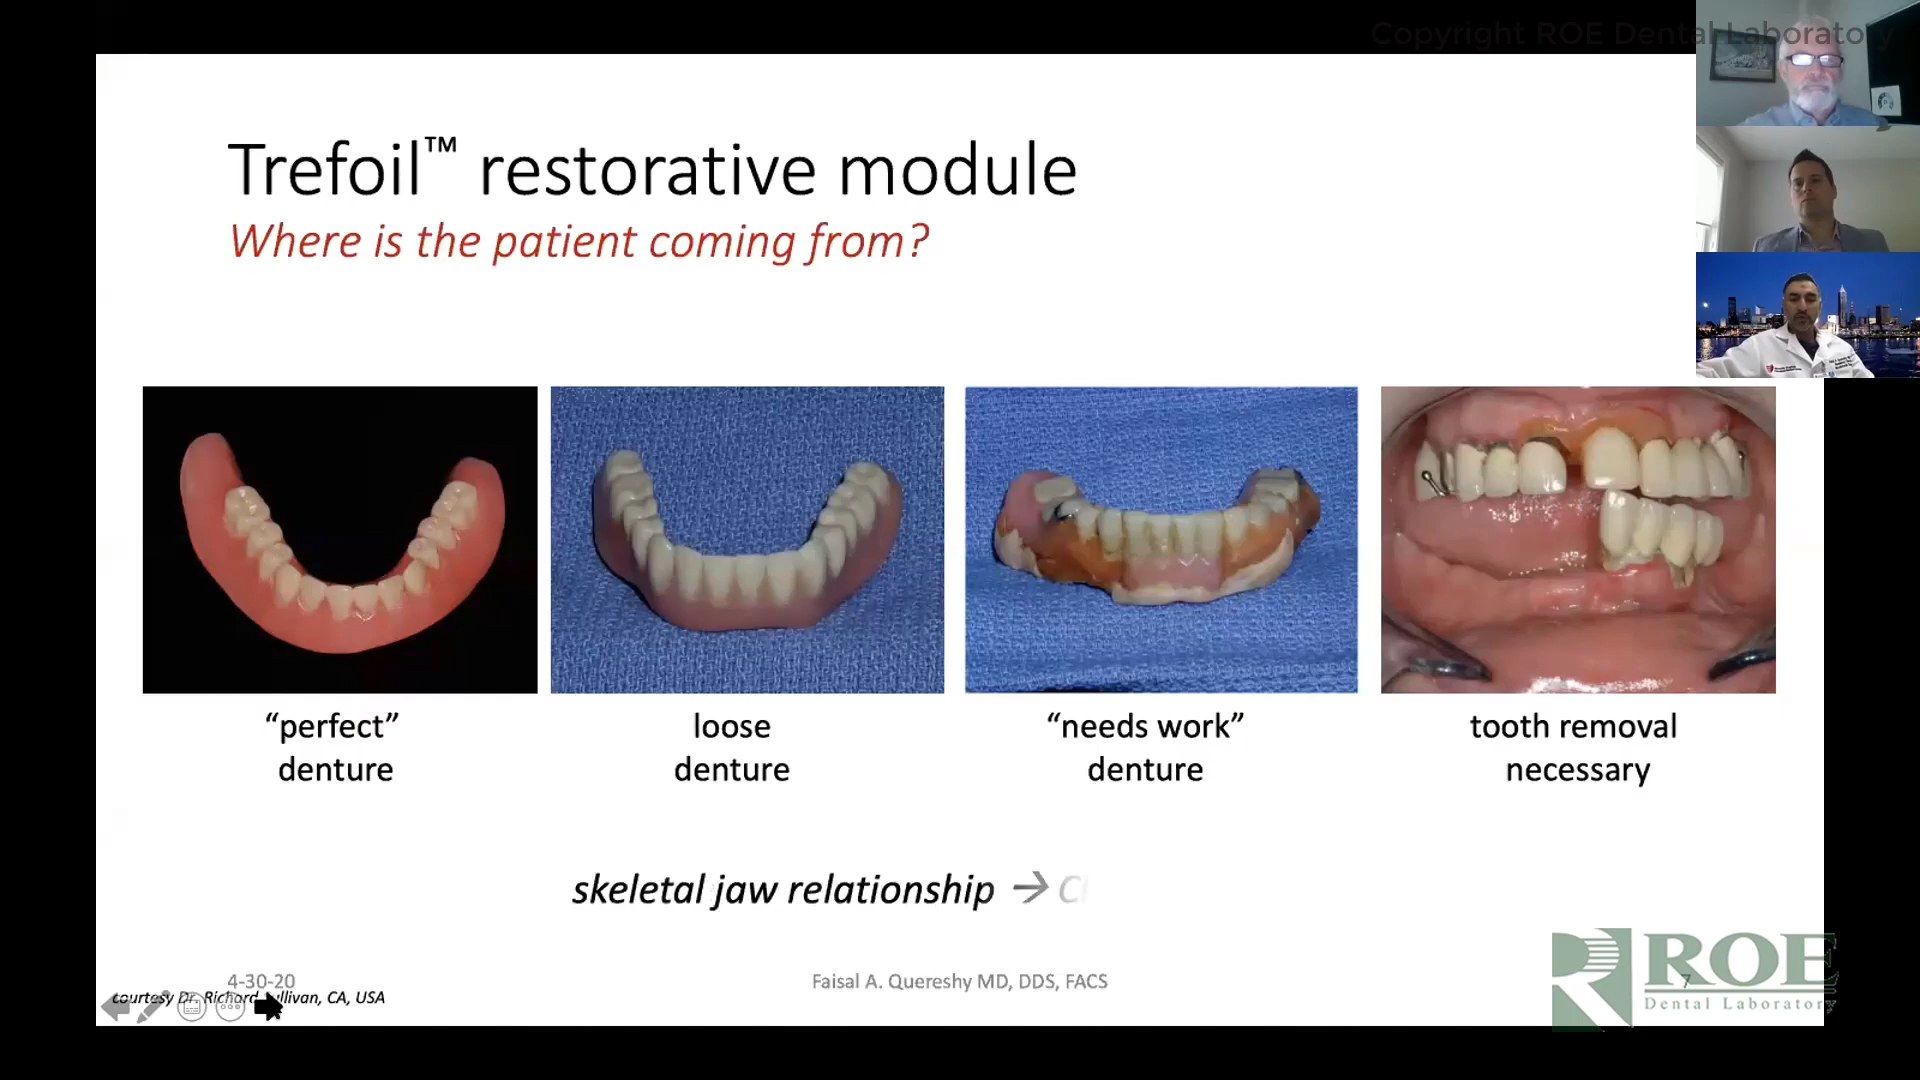 Copyright ROE Dental Laboratory
Trefoil™ restorative module
Where is the patient coming from?
"perfect"
denture
loose
denture
"needs work"
denture
tooth removal
necessary
skeletal jaw relationship →
4-30-20
Faisal A. Quereshy MD, DDS, FACS
7
courtesy Dr. Richard
CA, USA
ROE
Dental Laboratory